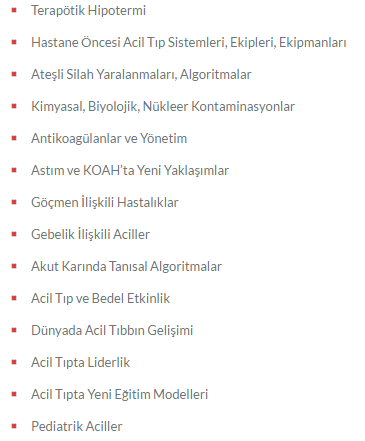 Terapötik Hipotermi
Hastane Öncesi Acil Tıp Sistemleri, Ekipleri, Ekipmanları
Ateşli Silah Yaralanmaları, Algoritmalar
Kimyasal, Biyolojik, Nükleer Kontaminasyonlar
Antikoagülanlar ve Yönetim
Astım ve KOAH'ta Yeni Yaklaşımlar
Göçmen İlişkili Hastalıklar
Gebelik İlişkili Aciller
Akut Karında Tanısal Algoritmalar
Acil Tıp ve Bedel Etkinlik
Dünyada Acil Tıbbın Gelişimi
Acil Tıpta Liderlik
Acil Tıpta Yeni Eğitim Modelleri
Pediatrik Aciller